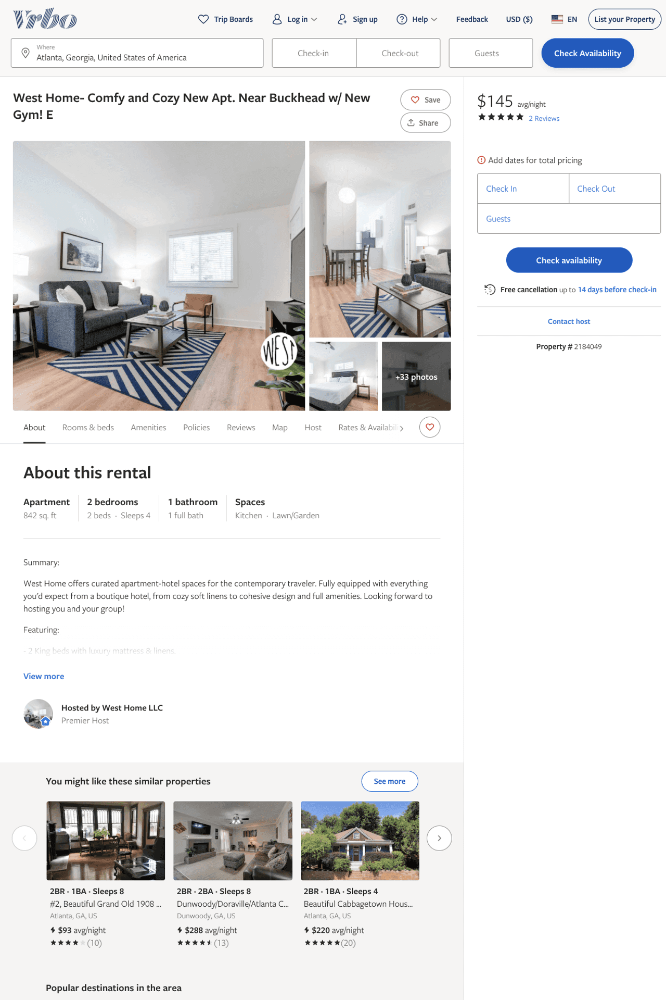 Vrbo
Trip Boards
Log in
Sign up
Help
Feedback
USD ($)
EN
List your Property
Where
Atlanta, Georgia, United States of America
Check-in
Check-out
Guests
Check Availability
West Home- Comfy and Cozy New Apt. Near Buckhead w/ New
Gym! E
Save
Share
WEST
+33 photos
$145 avg/night
2 Reviews
Add dates for total pricing
Check In
Check Out
Guests
Check availability
Free cancellation up to 14 days before check-in
Contact host
Property # 2184049
About
Rooms & beds
Amenities
Policies
Reviews
Map
Host
Rates & Availabili
About this rental
Apartment
842 sq. ft
2 bedrooms
2 beds · Sleeps 4
1 bathroom
1 full bath
Spaces
Kitchen · Lawn/Garden
Summary:
West Home offers curated apartment-hotel spaces for the contemporary traveler. Fully equipped with everything
you'd expect from a boutique hotel, from cozy soft linens to cohesive design and full amenities. Looking forward to
hosting you and your group!
Featuring:
- 2 King beds with luxury mattress & linens.
View more
Hosted by West Home LLC
Premier Host
You might like these similar properties
See more
2BR · 1BA · Sleeps 8
#2, Beautiful Grand Old 1908 ...
Atlanta, GA, US
$93 avg/night
(10)
2BR · 2BA · Sleeps 8
Dunwoody/Doraville/Atlanta C...
Dunwoody, GA, US
$288 avg/night
(13)
2BR · 1BA · Sleeps 4
Beautiful Cabbagetown Hous...
Atlanta, GA, US
$220 avg/night
(20)
Popular destinations in the area